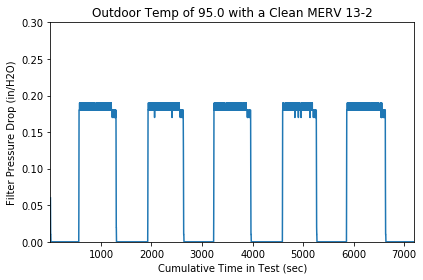 Outdoor Temp of 95.0 with a Clean MERV 13-2
Filter Pressure Drop (in/H2O)
0.30
0.25
0.20
0.15
0.10
0.05
0.00
1000 2000 3000 4000 5000 6000 7000
Cumulative Time in Test (sec)